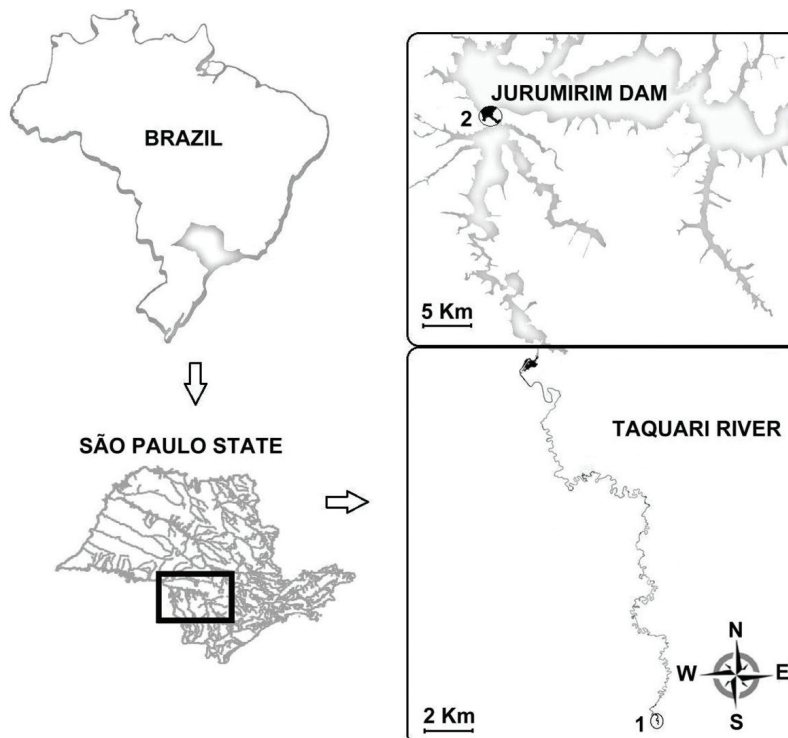 BRAZIL
SÃO PAULO STATE
JURUMIRIM DAM
2
5 Km
TAQUARI RIVER
N
W
E
S
2 Km
1